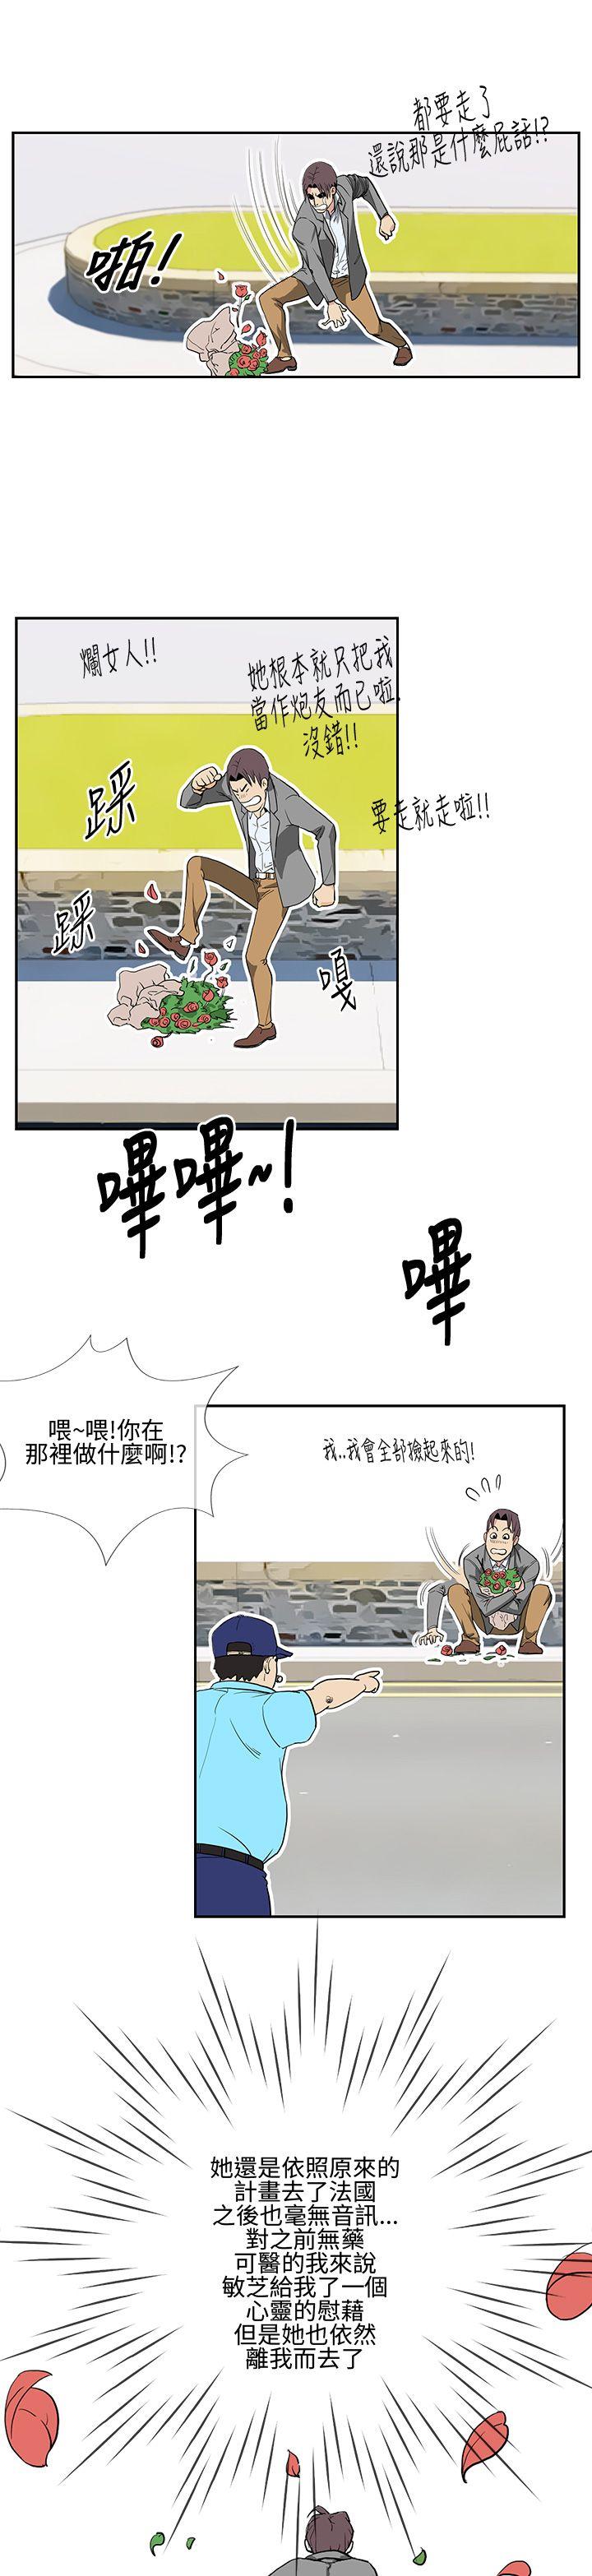 都要走了
還說那是什麼屁話!?
啪!
爛女人!!
她根本就只把我
當作炮友而已啦.
沒錯!!
踩
要走就走啦!!
踩
嘎
嗶嗶~!
嗶
喂~喂!你在
那裡做什麼啊!?
我..我會全部撿起來的!
她還是依照原來的
計畫去了法國
之後也毫無音訊...
對之前無藥
可醫的我來說
敏芝給我了一個
心靈的慰藉
但是她也依然
離我而去了